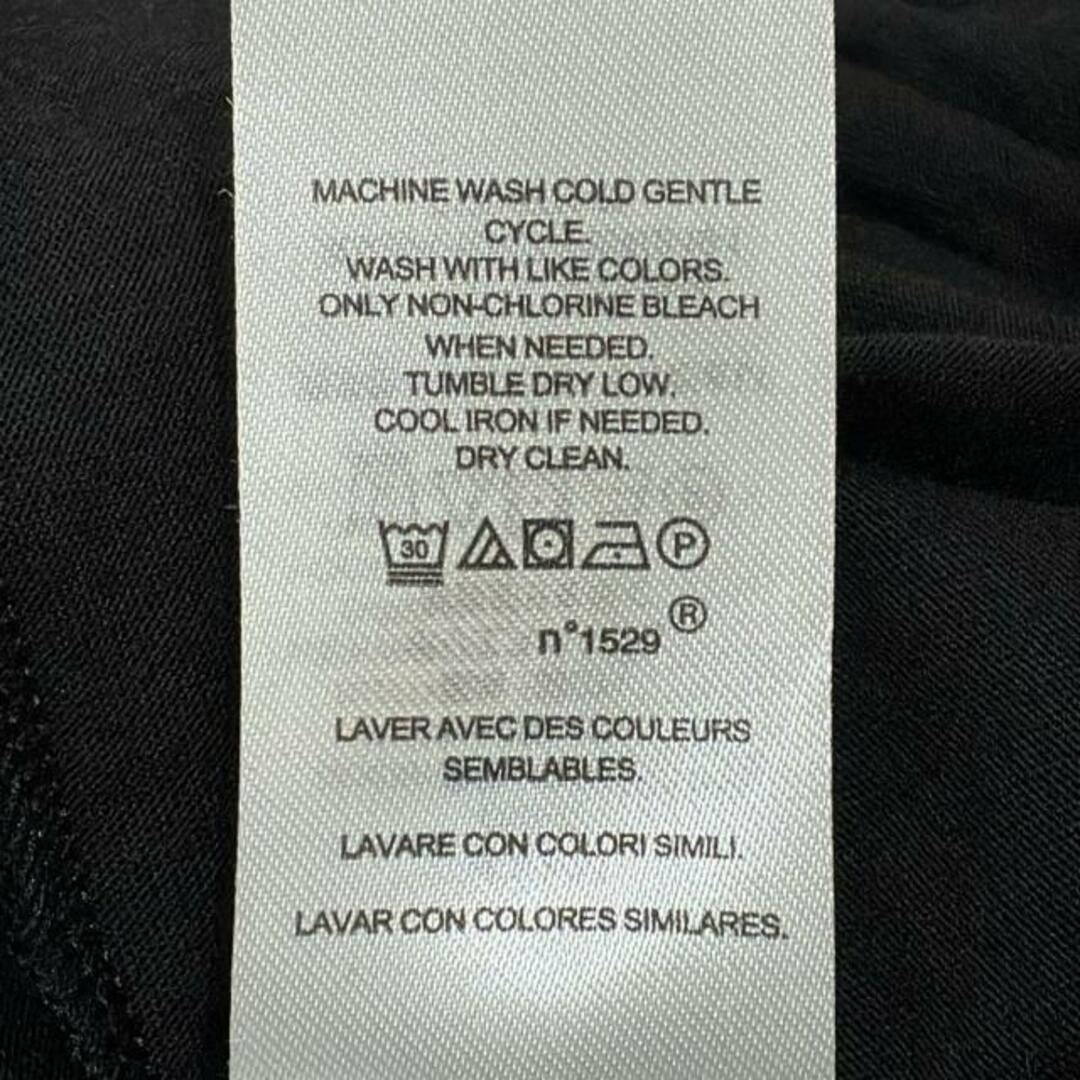 MACHINE WASH COLD GENTLE
CYCLE.
WASH WITH LIKE COLORS.
ONLY NON-CHLORINE BLEACH
WHEN NEEDED.
TUMBLE DRY LOW.
COOL IRON IF NEEDED.
DRY CLEAN.
30 P
n°1529®
LAVER AVEC DES COULEURS
SEMBLABLES.
LAVARE CON COLORI SIMILI.
LAVAR CON COLORES SIMILARES.